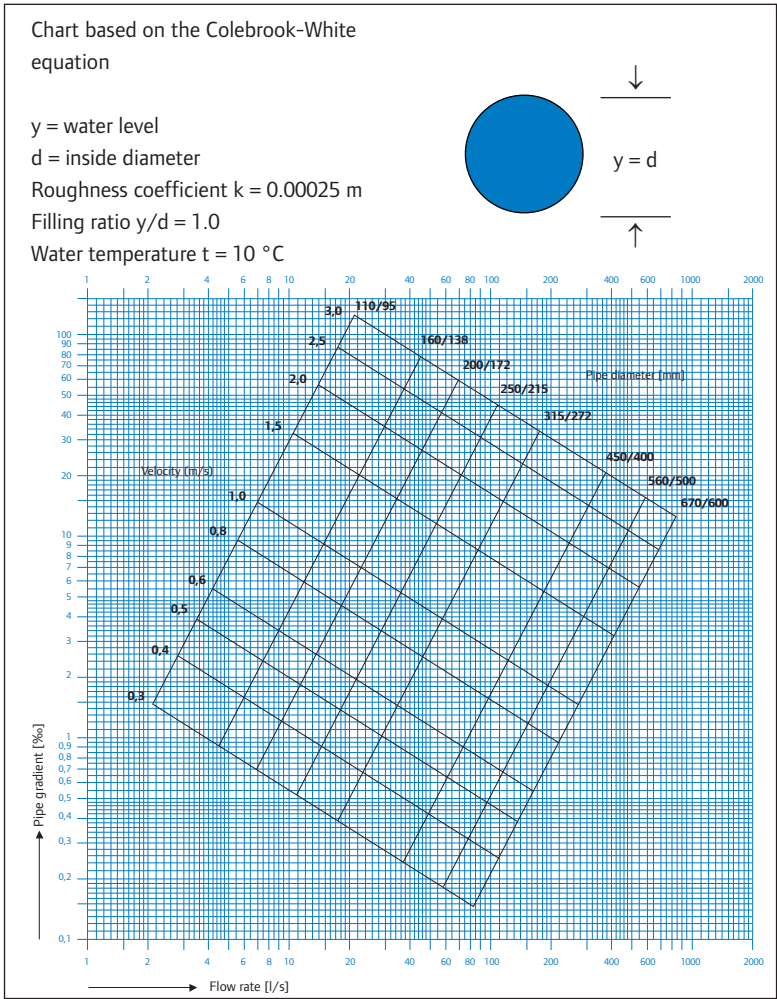 Chart based on the Colebrook-White
equation
y = water level
d = inside diameter
Roughness coefficient k = 0.00025 m
Filling ratio y/d = 1.0
Water temperature t = 10 °C
y = d
1 2 4 6 8 10 20 40 60 80 100 200 400 600 1000 2000
3,0 110/95
100
90
2,5 160/138
80
70
200/172
60
2,0 Pipe diameter [mm]
50
250/215
40
1,5 315/272
30
450/400
20
Velocity (m/s)
560/500
1.0 670/600
10
0,8
9
8
7
6
0,6
5
0,5
4
3
0,4
2
0,3
1
0,9
0,8
0,7
0,6
0,5
0,4
0,3
0,2
0,1
Pipe gradient [‰]
1 2 4 6 8 10 20 40 60 80 100 200 400 600 1000 2000
Flow rate [l/s]